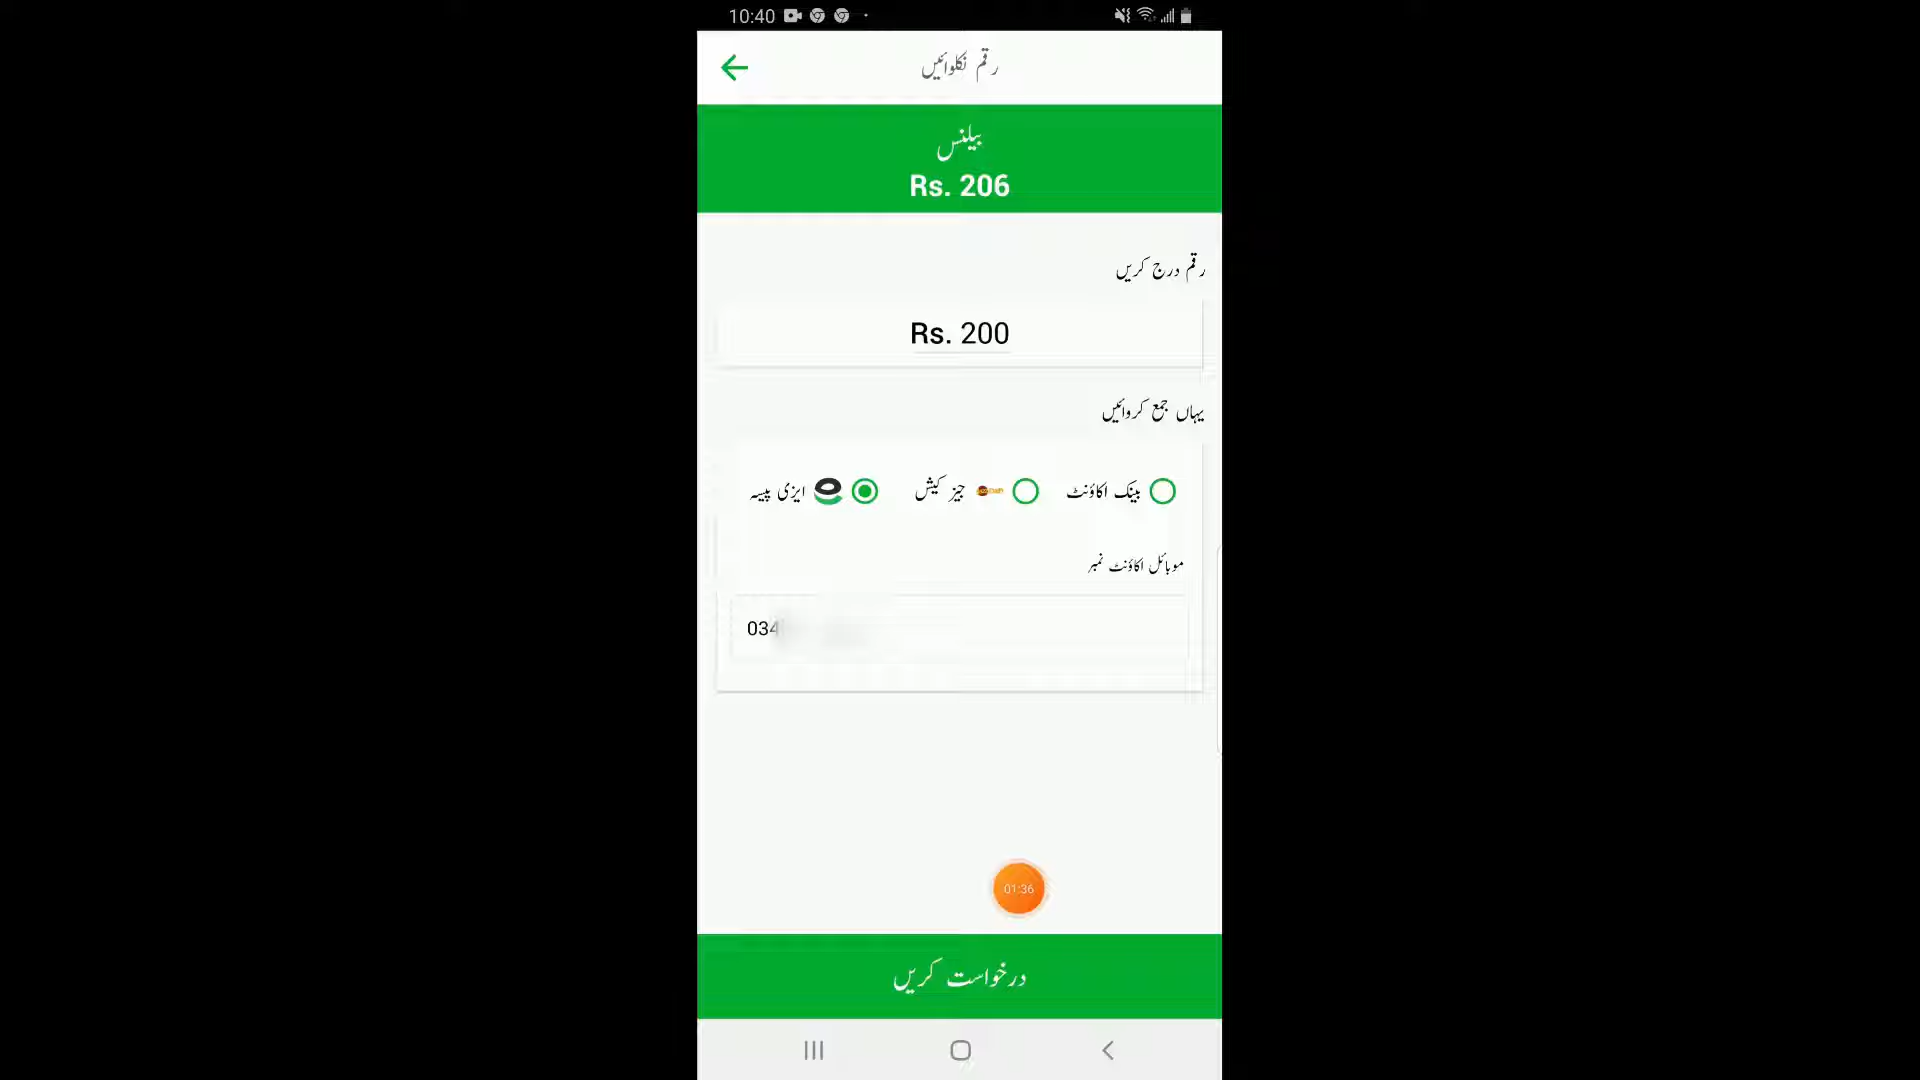 10:40
رقم نکلوائیں
بیلنس
Rs. 206
رقم درج کریں
Rs. 200
یہاں جمع کروائیں
بینک اکاؤنٹ جیز کیش ایزی پیسہ
موبائل اکاؤنٹ نمبر
034
01:36
درخواست کریں